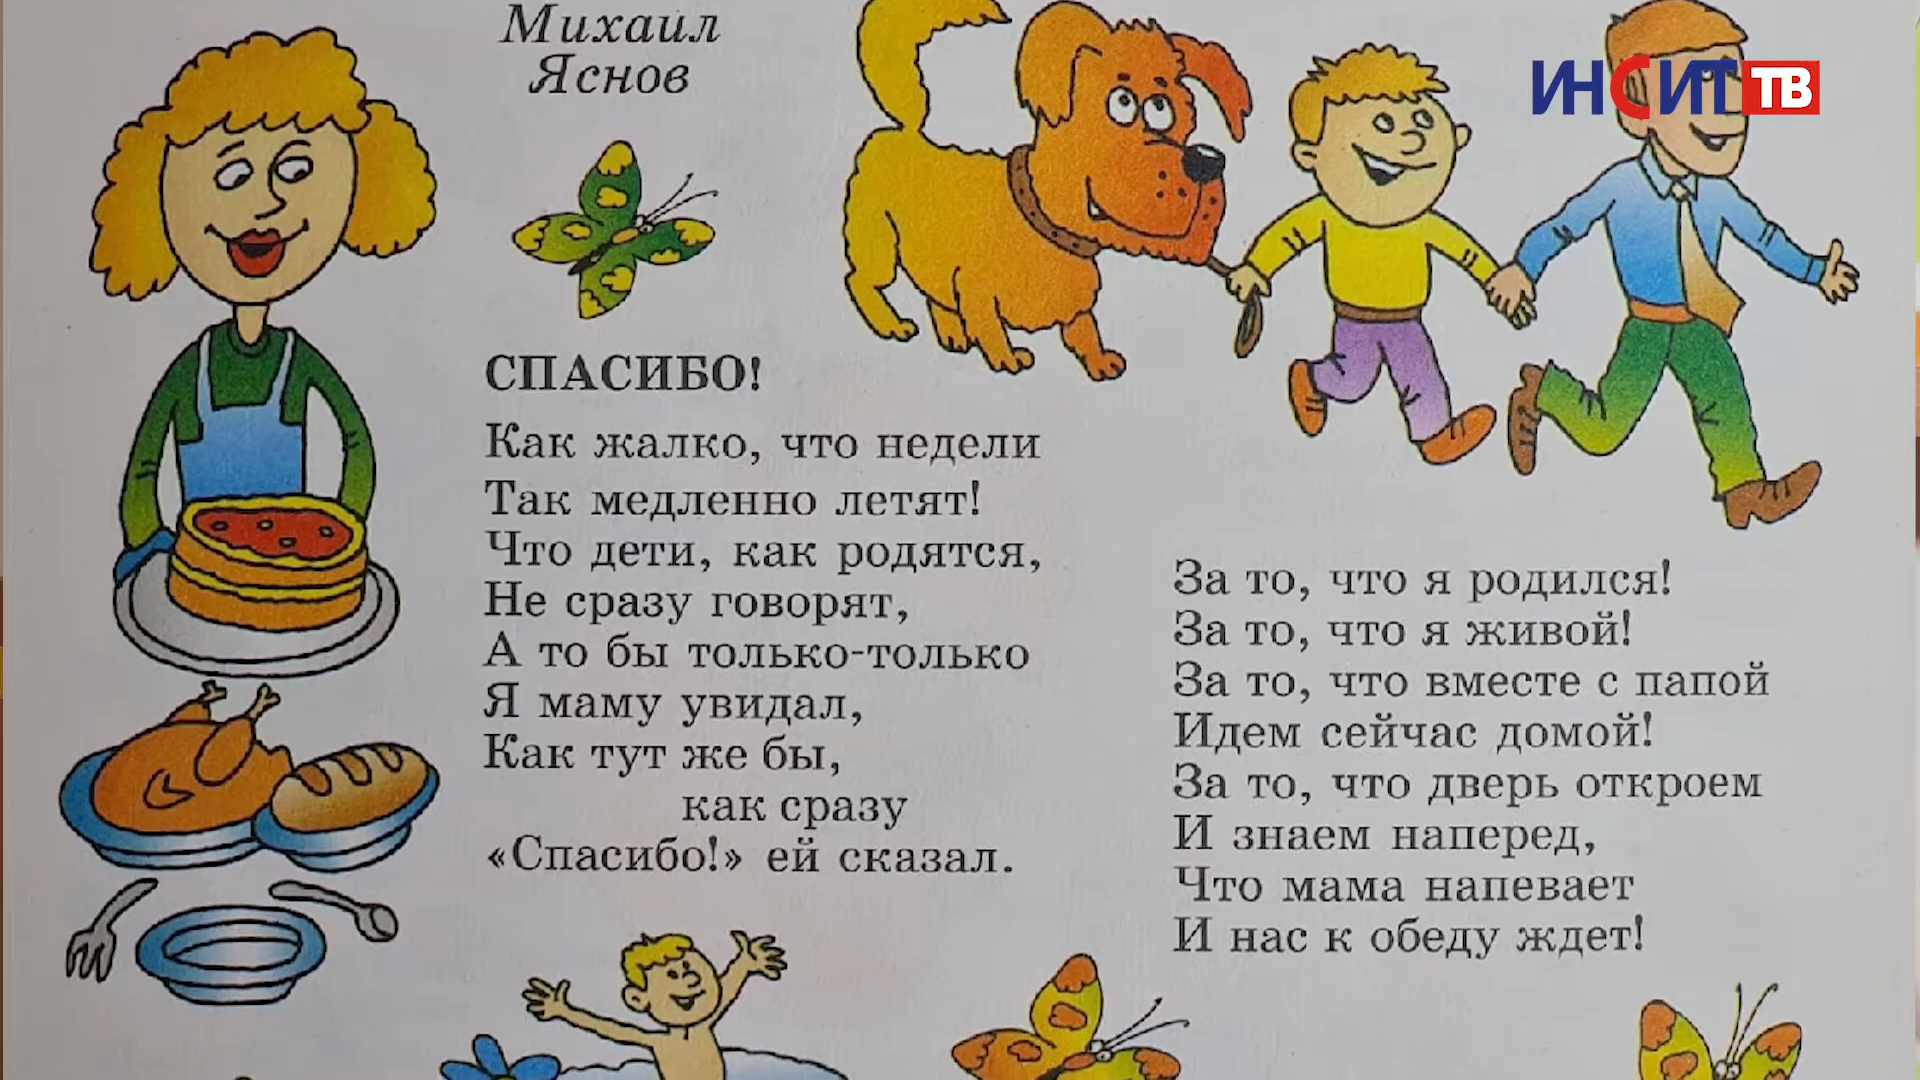 Михаил
Яснов
ИНСИТ ТВ
СПАСИБО!
Как жалко, что недели
Так медленно летят!
Что дети, как родятся,
Не сразу говорят,
А то бы только-только
Я маму увидал,
Как тут же бы,
как сразу
«Спасибо!» ей сказал.
За то, что я родился!
За то, что я живой!
За то, что вместе с папой
Идем сейчас домой!
За то, что дверь откроем
И знаем наперед,
Что мама напевает
И нас к обеду ждет!